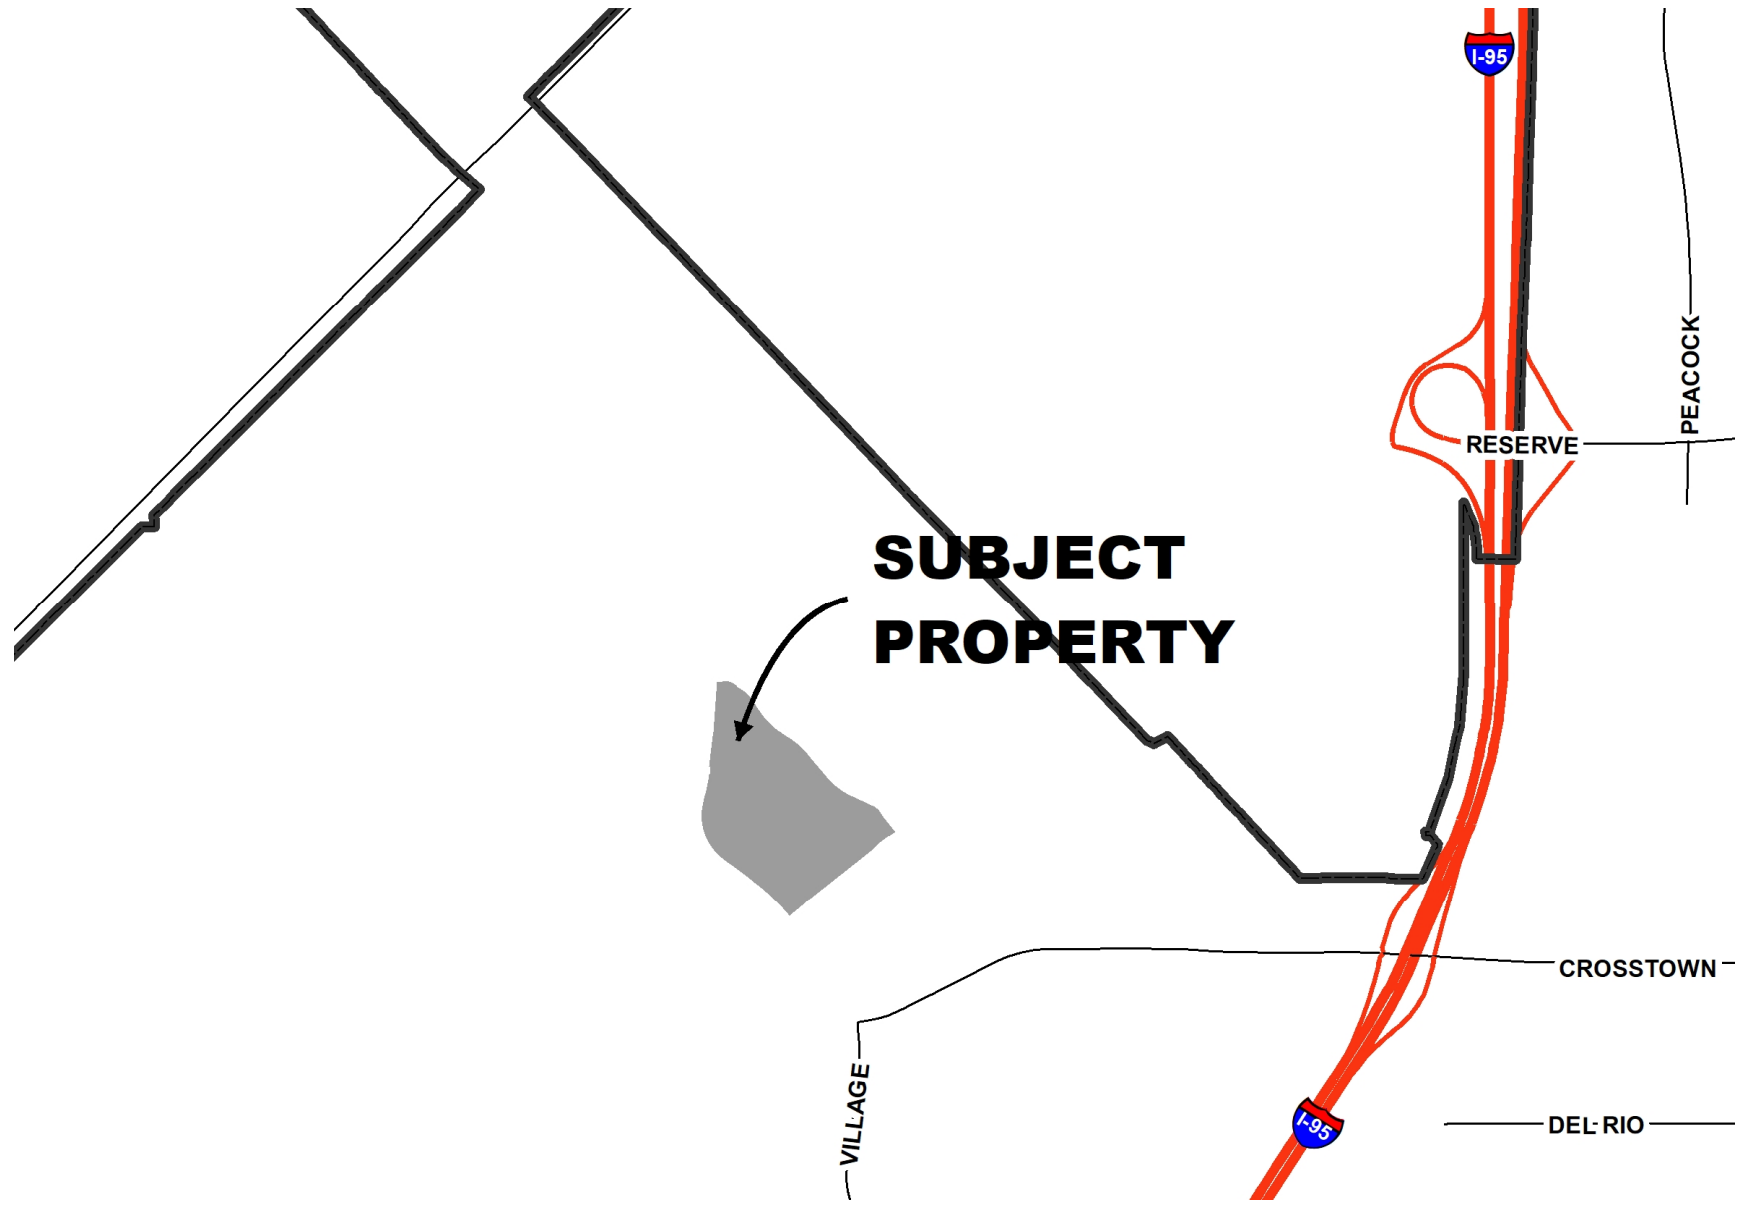 I-95
PEACOCK
RESERVE
SUBJECT
PROPERTY
CROSSTOWN
VILLAGE
I-95
DEL RIO